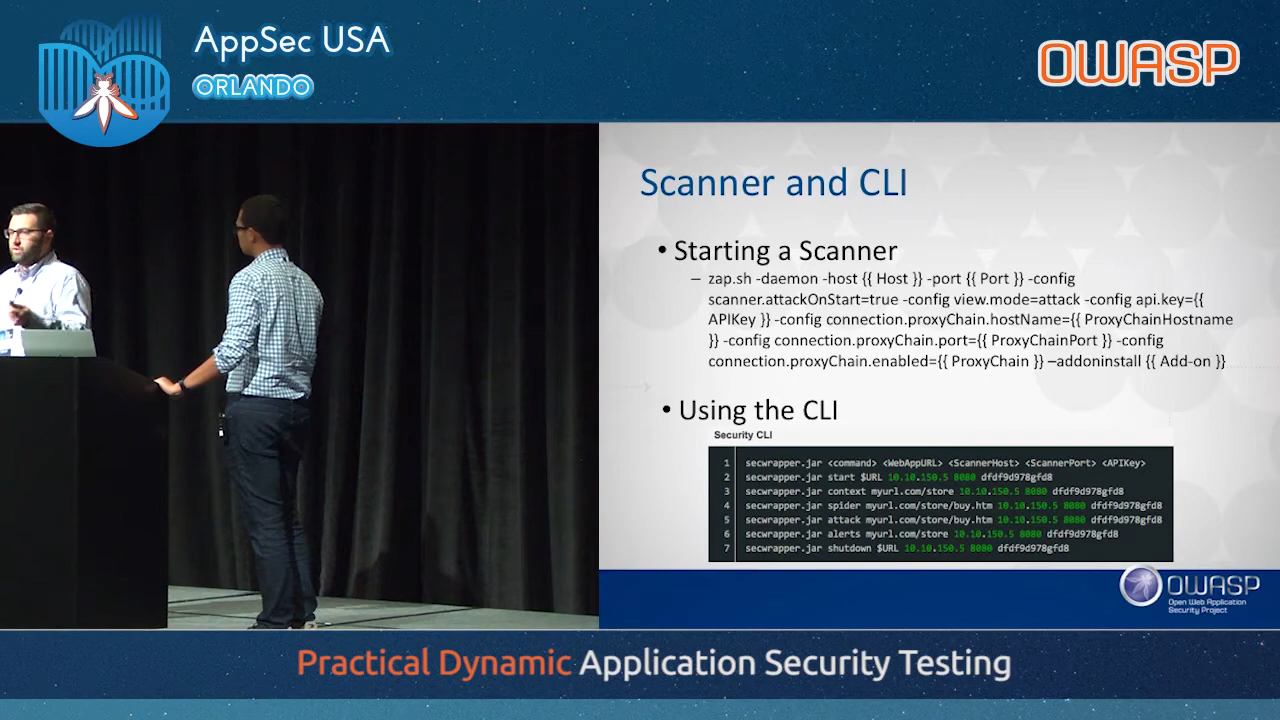 AppSec USA
ORLANDO
OWASP
Scanner and CLI
• Starting a Scanner
– zap.sh -daemon -host {{ Host }} -port {{ Port }} -config
scanner.attackOnStart=true -config view.mode=attack -config api.key={{
APIKey }} -config connection.proxyChain.hostName={{ ProxyChainHostname
}} -config connection.proxyChain.port={{ ProxyChainPort }} -config
connection.proxyChain.enabled={{ ProxyChain }} –addoninstall {{ Add-on }}
• Using the CLI
Security CLI
1 secwrapper.jar <command> <WebAppURL> <ScannerHost> <ScannerPort> <APIKey>
2 secwrapper.jar start $URL 10.10.150.5 8080 dfdf9d978gfd8
3 secwrapper.jar context myurl.com/store 10.10.150.5 8080 dfdf9d978gfd8
4 secwrapper.jar spider myurl.com/store/buy.htm 10.10.150.5 8080 dfdf9d978gfd8
5 secwrapper.jar attack myurl.com/store/buy.htm 10.10.150.5 8080 dfdf9d978gfd8
6 secwrapper.jar alerts myurl.com/store 10.10.150.5 8080 dfdf9d978gfd8
7 secwrapper.jar shutdown $URL 10.10.150.5 8080 dfdf9d978gfd8
OWASP
Open Web Application
Security Project
Practical Dynamic Application Security Testing